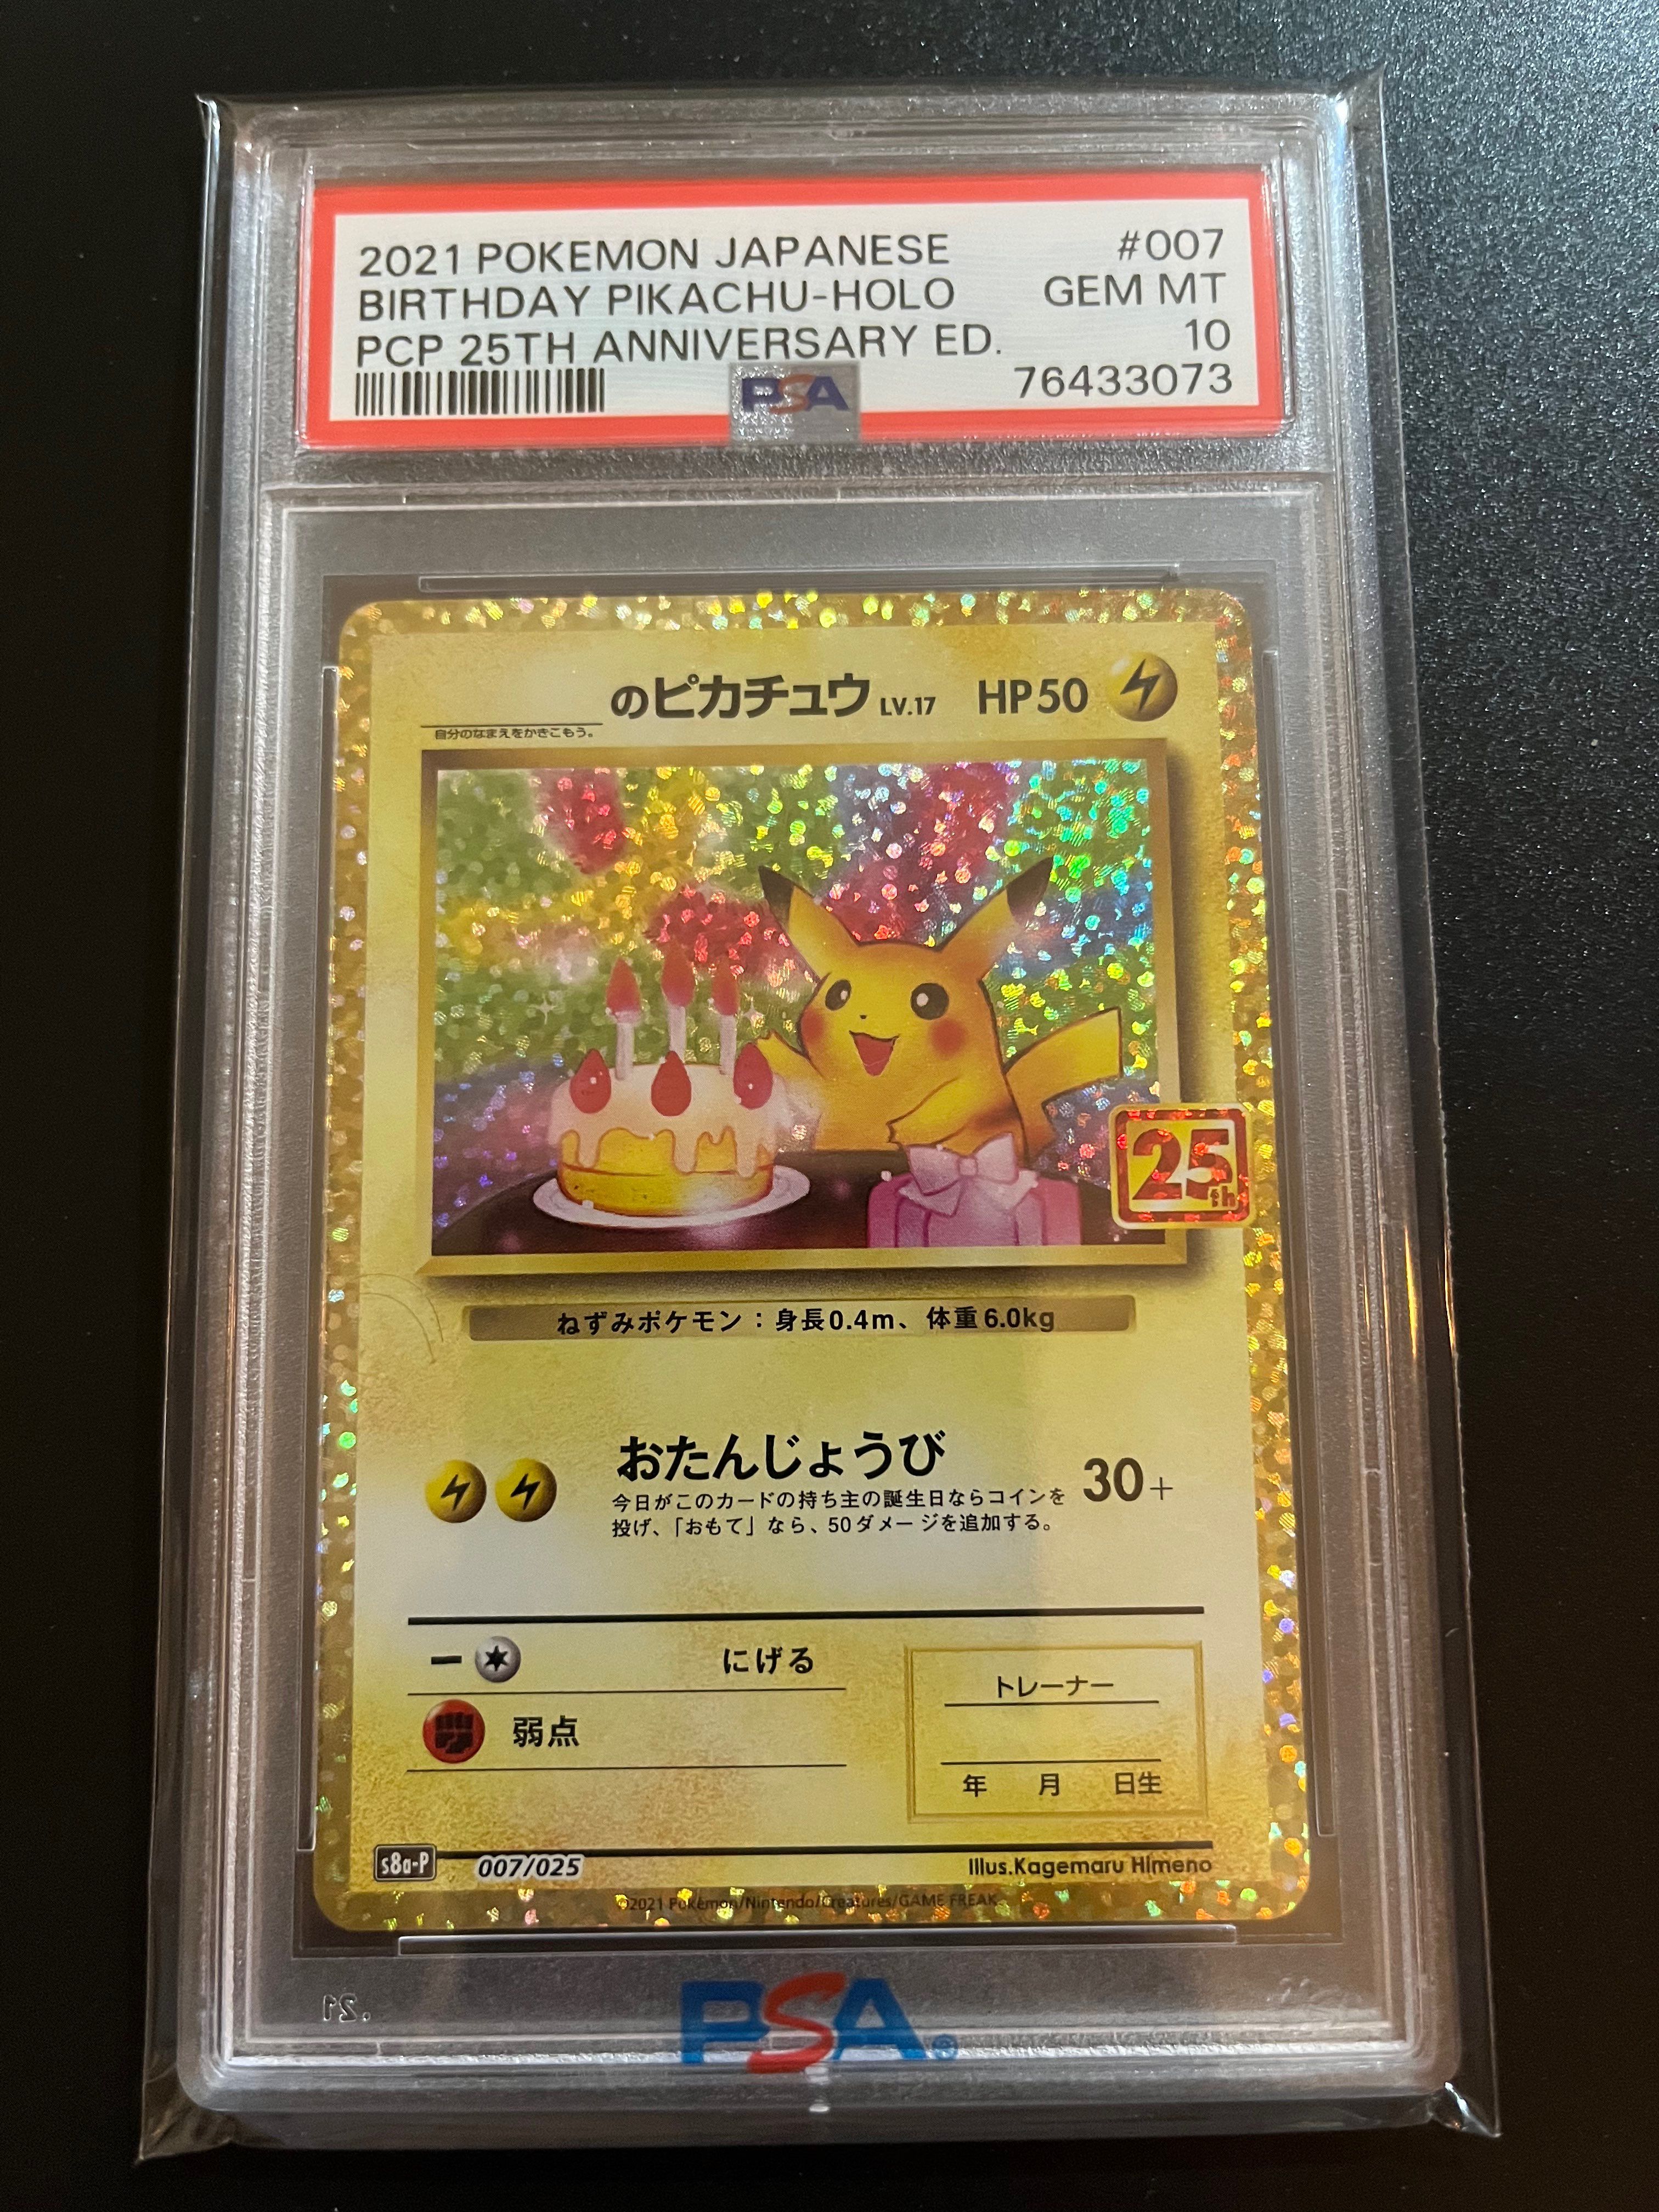 2021 POKEMON JAPANESE #007
BIRTHDAY PIKACHU-HOLO GEM MT
PCP 25TH ANNIVERSARY ED. 10
PSA 76433073
のピカチュウ LV.17 HP50
自分のなまえをかきこもう。
25th
ねずみポケモン：身長0.4m、体重6.0kg
おたんじょうび 30+
今日がこのカードの持ち主の誕生日ならコインを
投げ、「おもて」なら、50ダメージを追加する。
にげる
トレーナー
弱点
年 月 日生
s8a-P 007/025 Illus.Kagemaru Himeno
©2021 Pokémon/Nintendo/Creatures/GAME FREAK
PSA®